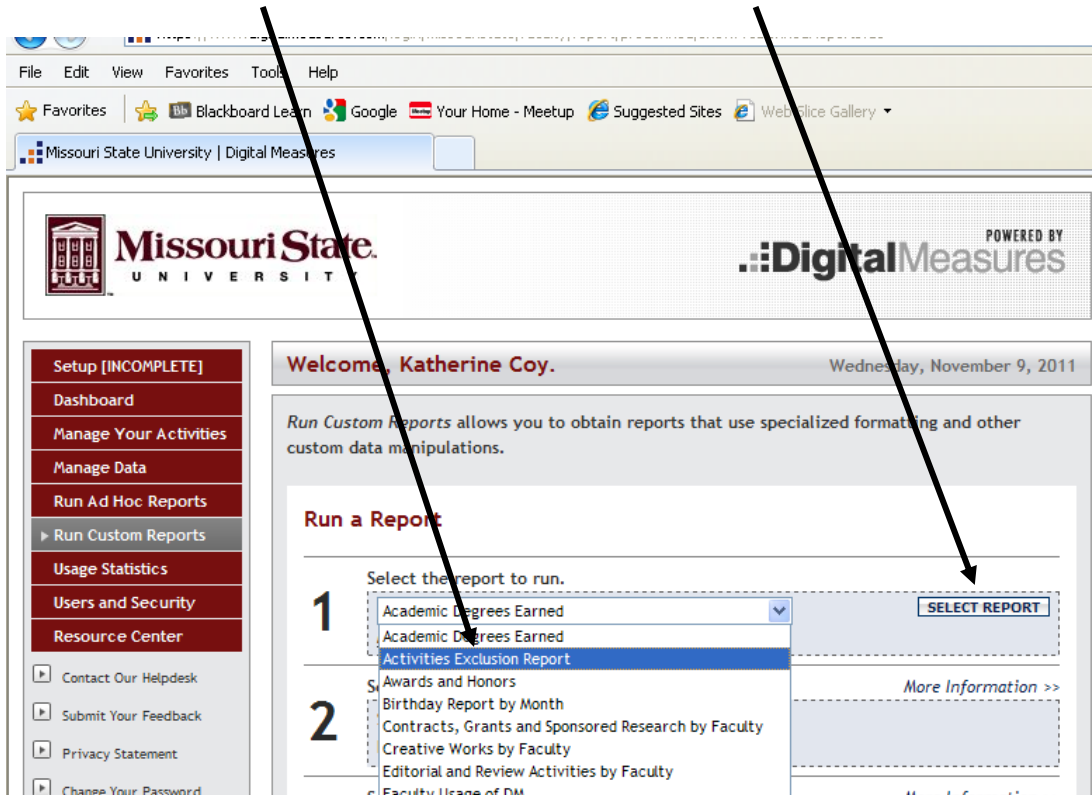 File Edit View Favorites Tools Help
Favorites Bb Blackboard Learn Google Your Home - Meetup Suggested Sites Web Slice Gallery
Missouri State University | Digital Measures
Missouri State
UNIVERSITY
POWERED BY
DigitalMeasures
Setup [INCOMPLETE]
Dashboard
Manage Your Activities
Manage Data
Run Ad Hoc Reports
Run Custom Reports
Usage Statistics
Users and Security
Resource Center
Contact Our Helpdesk
Submit Your Feedback
Privacy Statement
Change Your Password
Welcome, Katherine Coy.
Wednesday, November 9, 2011
Run Custom Reports allows you to obtain reports that use specialized formatting and other
custom data manipulations.
Run a Report
1
Select the report to run.
Academic Degrees Earned
SELECT REPORT
Academic Degrees Earned
Activities Exclusion Report
Awards and Honors
Birthday Report by Month
Contracts, Grants and Sponsored Research by Faculty
Creative Works by Faculty
Editorial and Review Activities by Faculty
Faculty Usage of DM
2
More Information >>